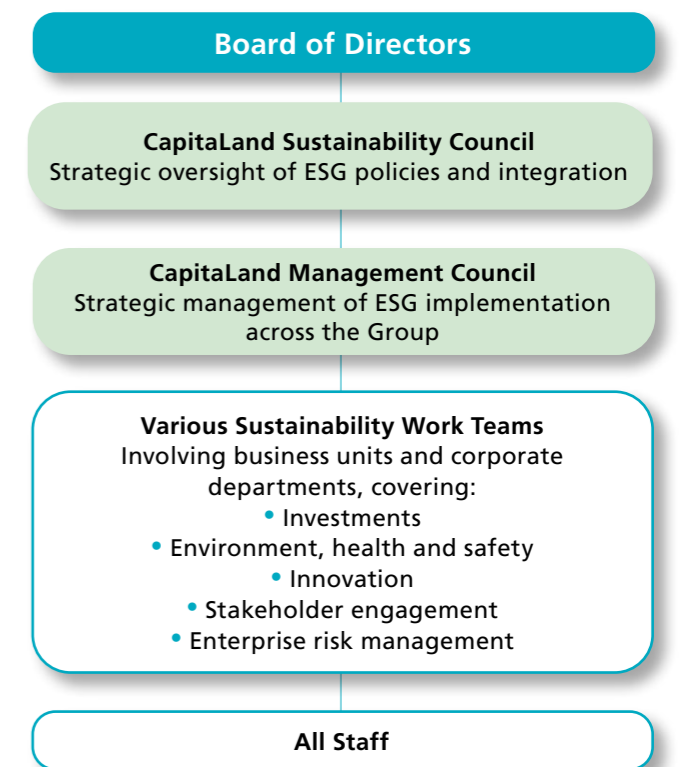 Board of Directors
CapitaLand Sustainability Council
Strategic oversight of ESG policies and integration
CapitaLand Management Council
Strategic management of ESG implementation
across the Group
Various Sustainability Work Teams
Involving business units and corporate
departments, covering:
• Investments
• Environment, health and safety
• Innovation
• Stakeholder engagement
• Enterprise risk management
All Staff